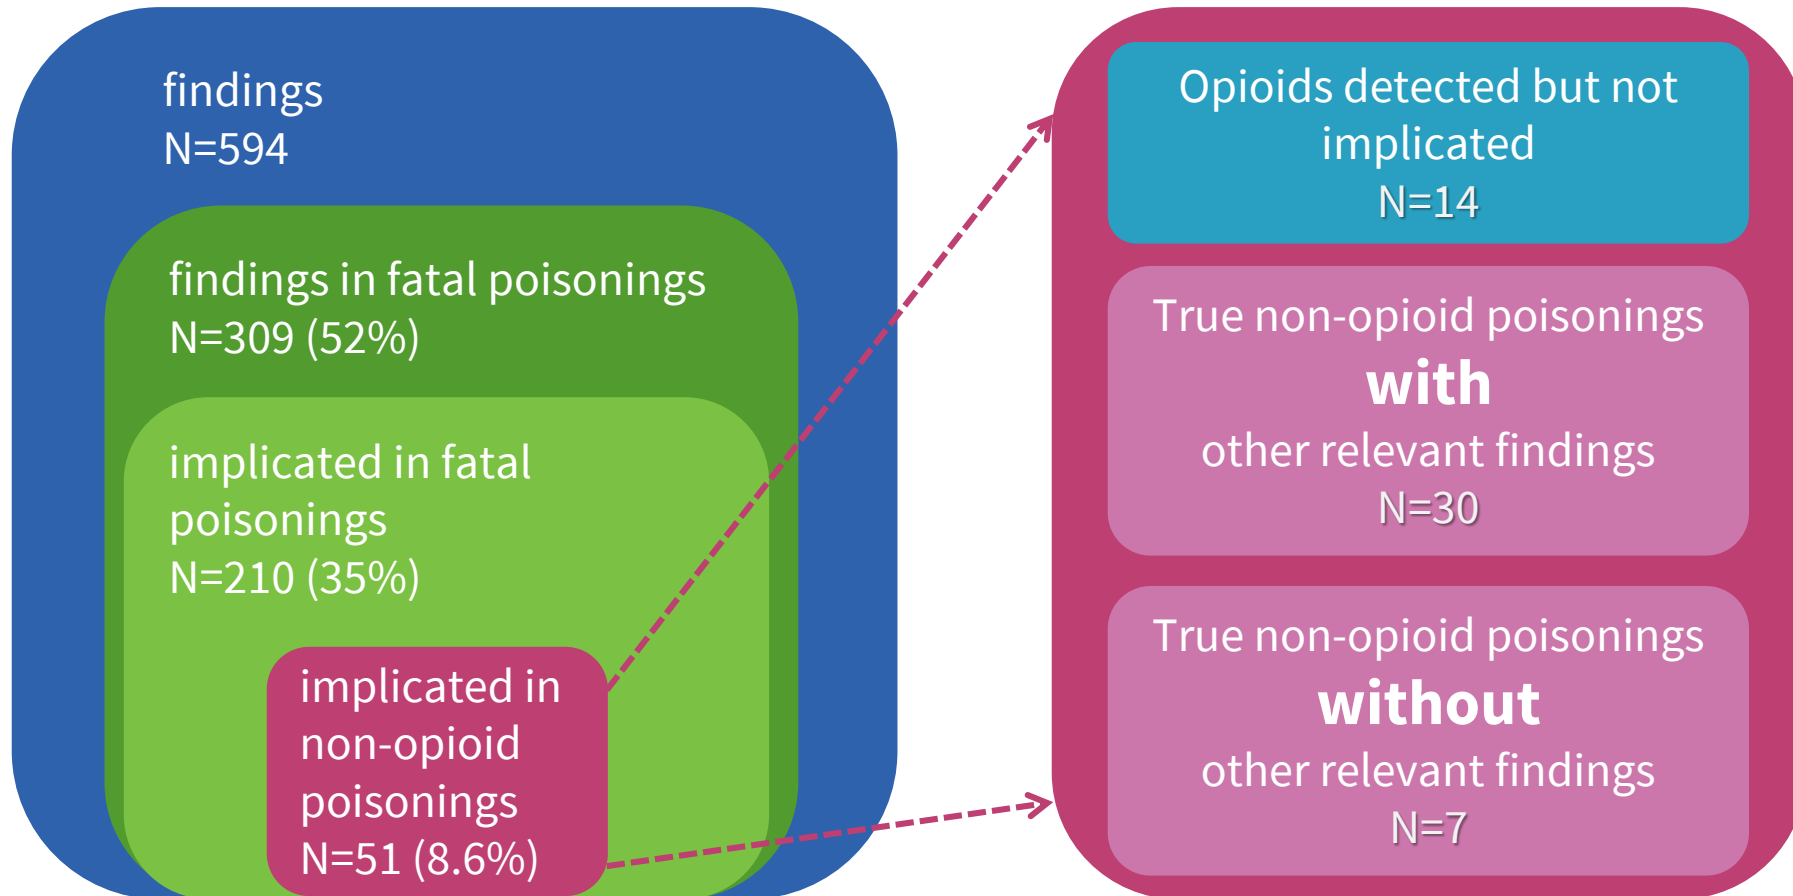 findings
N=594
findings in fatal poisonings
N=309 (52%)
implicated in fatal
poisonings
N=210 (35%)
implicated in
non-opioid
poisonings
N=51 (8.6%)
Opioids detected but not
implicated
N=14
True non-opioid poisonings
with
other relevant findings
N=30
True non-opioid poisonings
without
other relevant findings
N=7